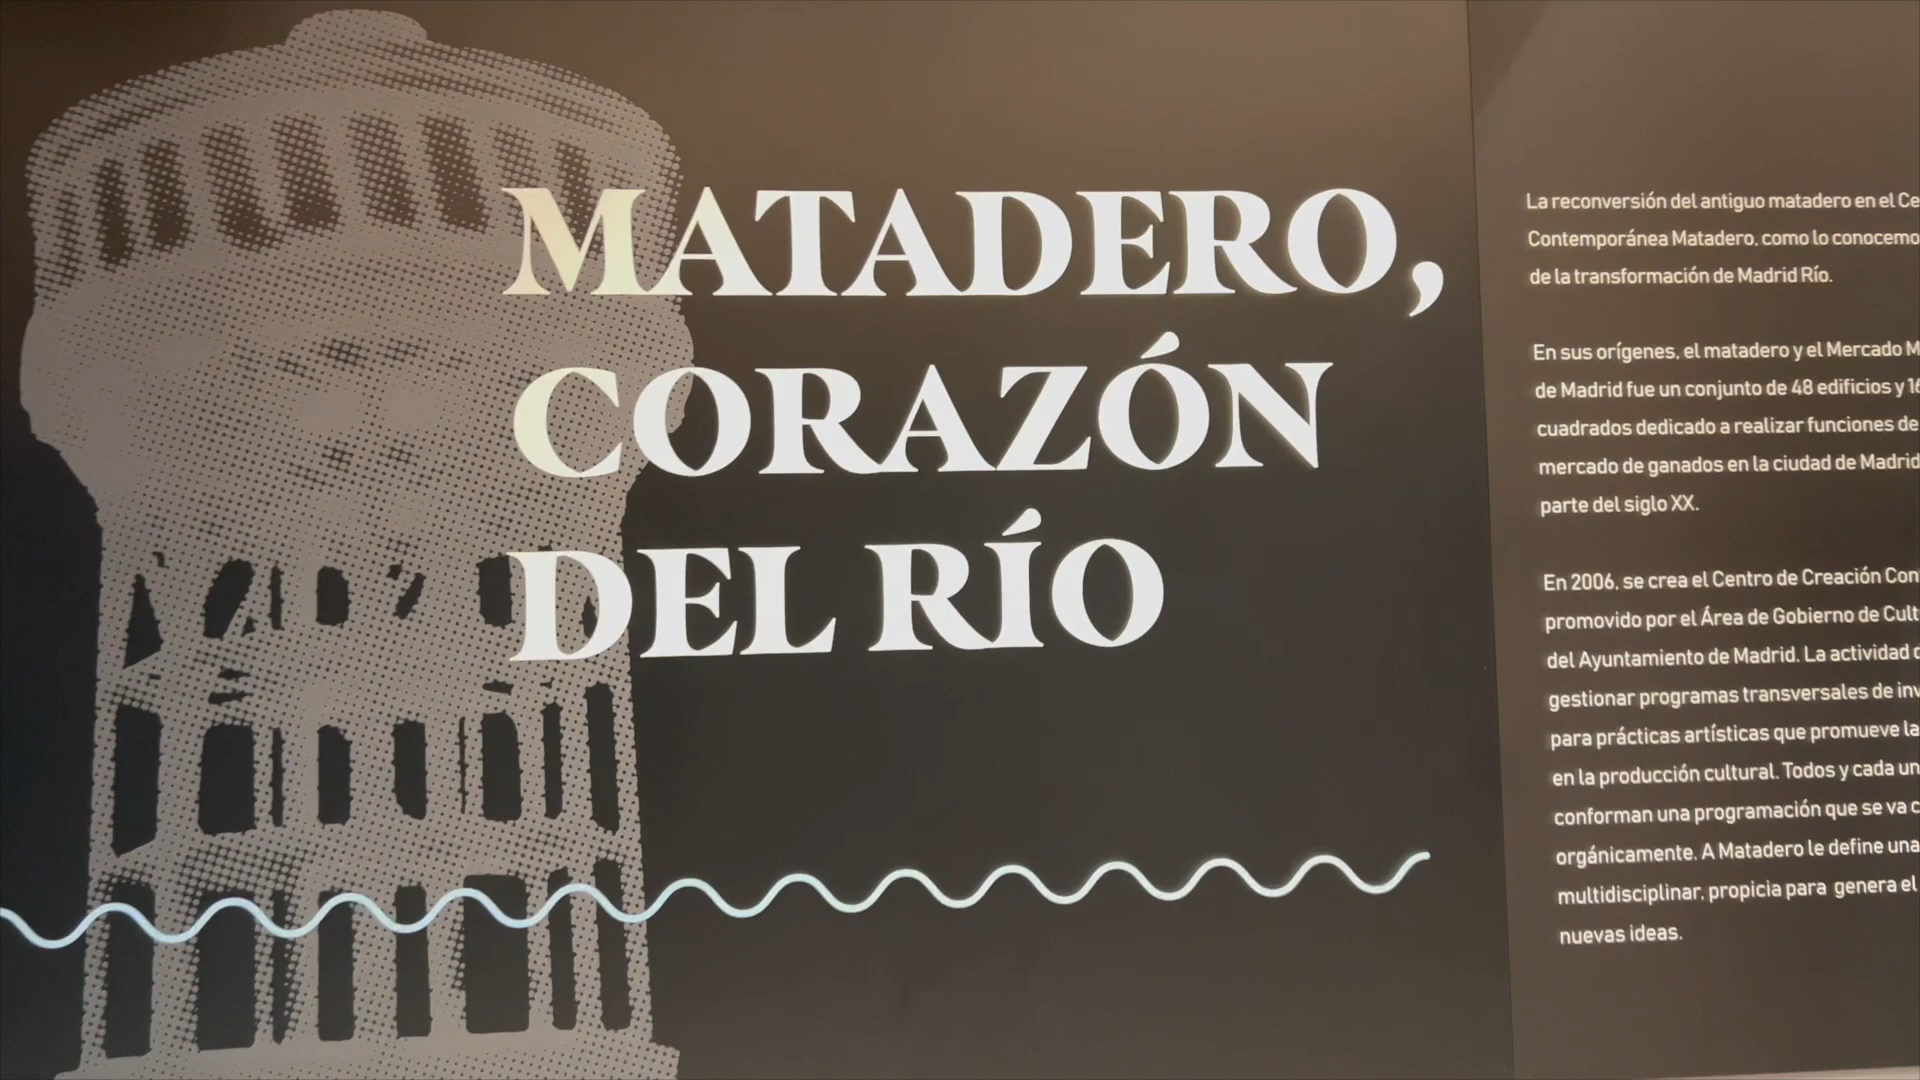 MATADERO,
CORAZÓN
DEL RÍO
La reconversión del antiguo matadero en el
Contemporánea Matadero, como lo
de la transformación de Madrid Río.
En sus orígenes, el matadero y el Mercado
de Madrid fue un conjunto de 48 edificios y
cuadrados dedicado a realizar funciones de
mercado de ganados en la ciudad de Madrid
parte del siglo XX.
En 2006, se crea el Centro de Creación
promovido por el Área de Gobierno de
del Ayuntamiento de Madrid. La actividad
gestionar programas transversales de
para prácticas artísticas que promueve la
en la producción cultural. Todos y cada
conforman una programación que se va
orgánicamente. A Matadero le define una
multidisciplinar, propicia para genera el
nuevas ideas.